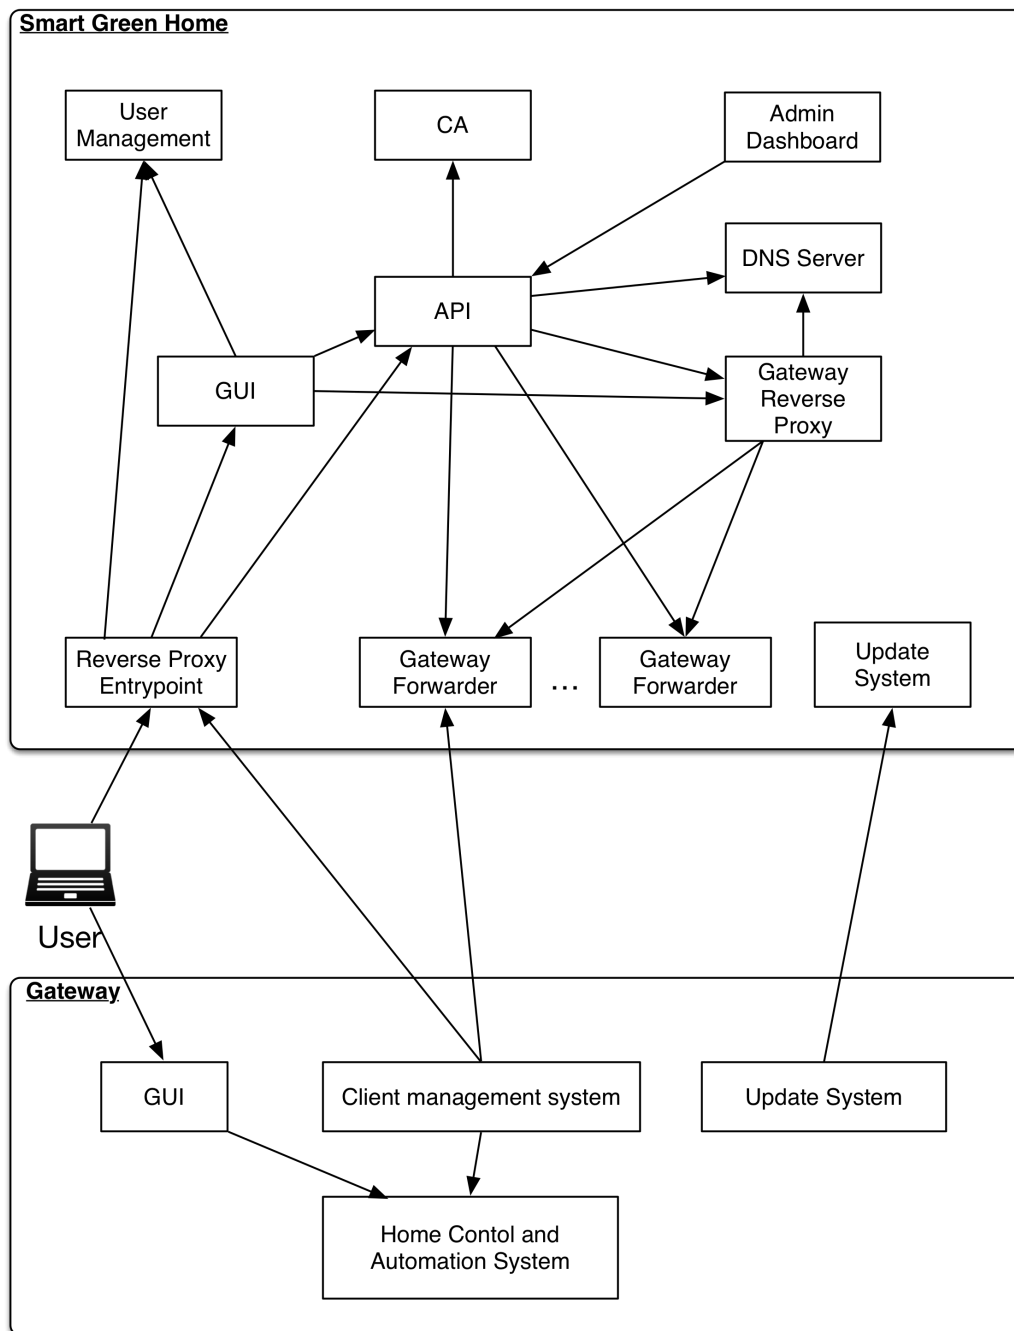 Smart Green Home
User
Management
CA
Admin
Dashboard
DNS Server
API
GUI
Gateway
Reverse
Proxy
Reverse Proxy
Entrypoint
Gateway
Forwarder
...
Gateway
Forwarder
Update
System
User
Gateway
GUI
Client management system
Update System
Home Contol and
Automation System